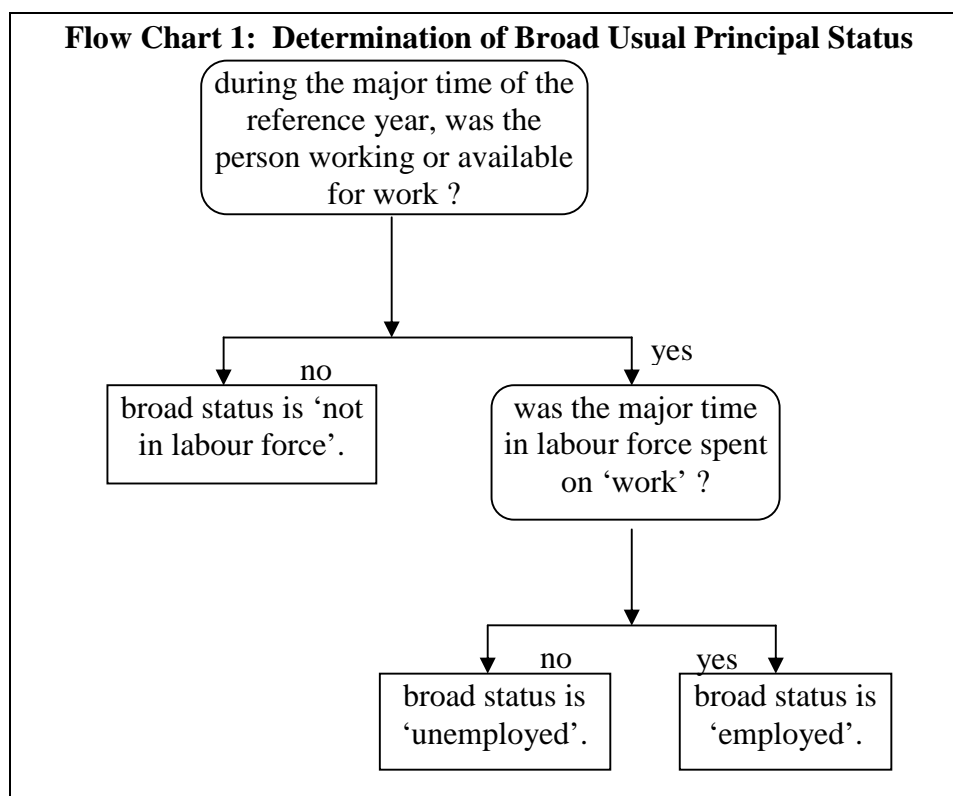 Flow Chart 1: Determination of Broad Usual Principal Status
during the major time of the
reference year, was the
person working or available
for work ?
no
yes
broad status is ‘not
in labour force’.
was the major time
in labour force spent
on ‘work’ ?
no
yes
broad status is
‘unemployed’.
broad status is
‘employed’.